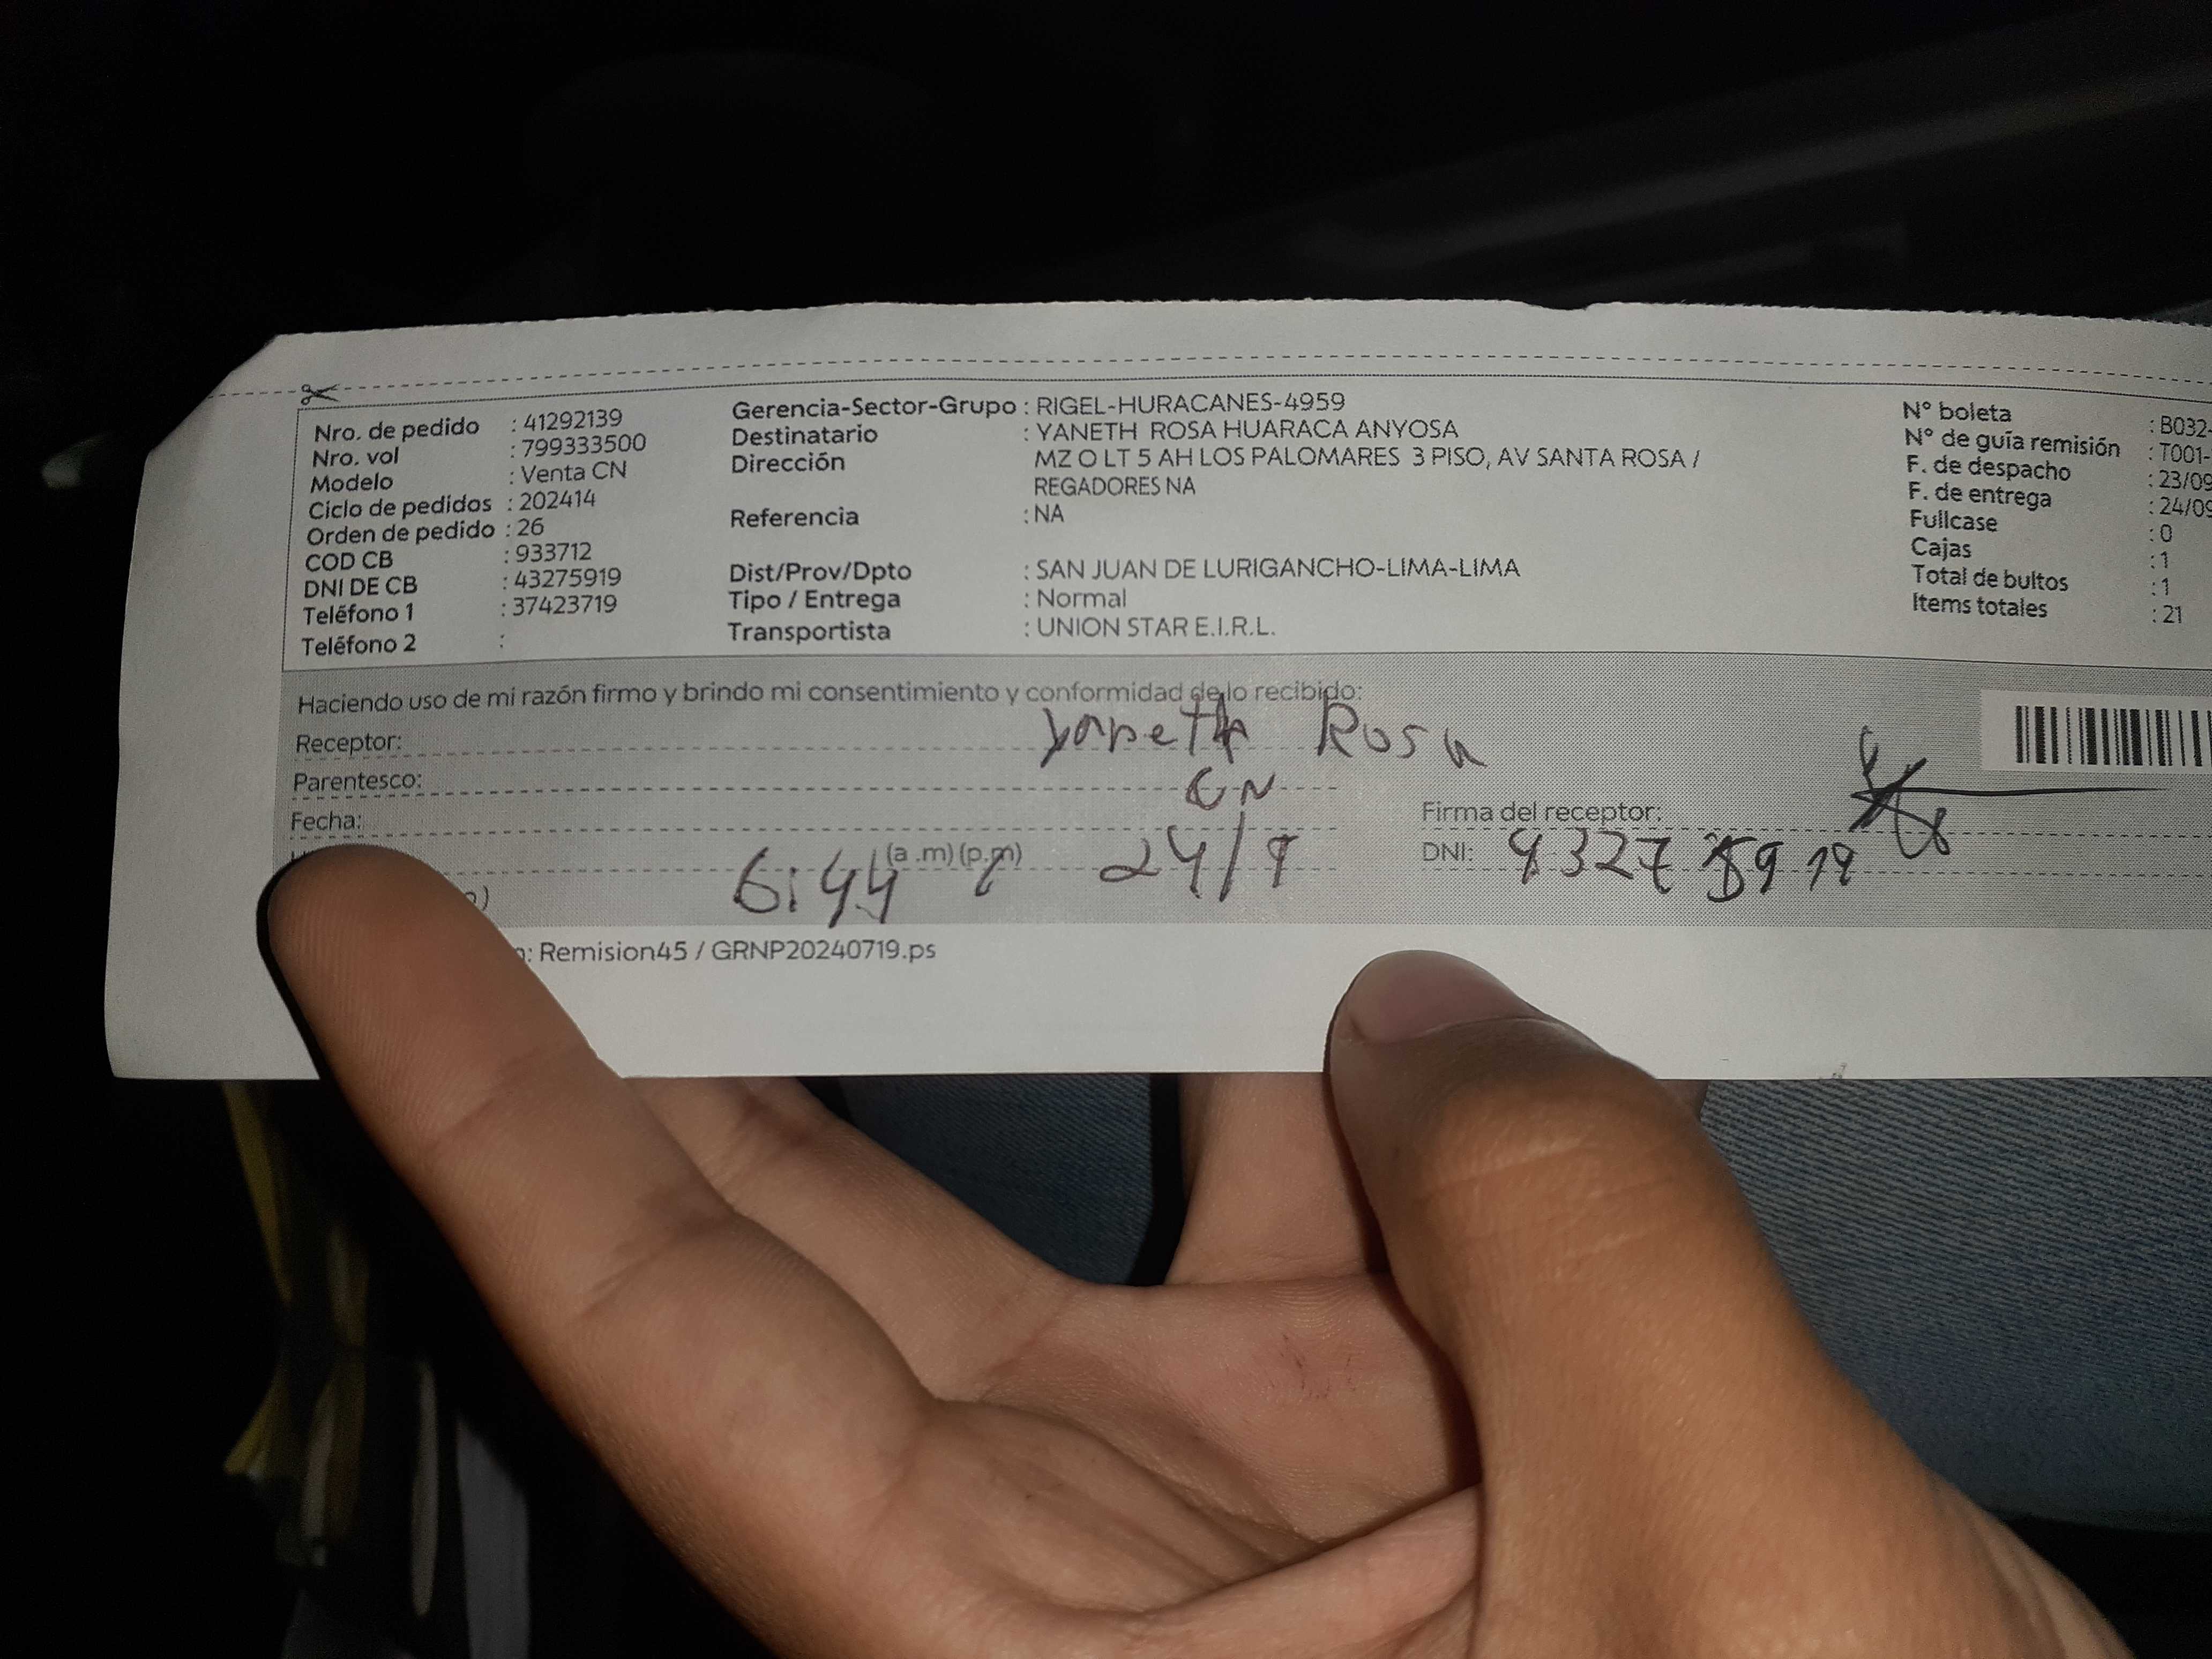 Nro. de pedido : 41292139
Nro. vol : 799333500
Modelo : Venta CN
Ciclo de pedidos : 202414
Orden de pedido : 26
COD CB : 933712
DNI DE CB : 43275919
Teléfono 1 : 37423719
Teléfono 2 :
Gerencia-Sector-Grupo : RIGEL-HURACANES-4959
Destinatario : YANETH ROSA HUARACA ANYOSA
Dirección MZ O LT 5 AH LOS PALOMARES 3 PISO, AV SANTA ROSA /
REGADORES NA
Referencia : NA
Dist/Prov/Dpto : SAN JUAN DE LURIGANCHO-LIMA-LIMA
Tipo / Entrega : Normal
Transportista : UNION STAR E.I.R.L.
N° boleta : B032-
N° de guía remisión : T001-
F. de despacho : 23/09
F. de entrega : 24/09
Fullcase : 0
Cajas : 1
Total de bultos : 1
Items totales : 21
Haciendo uso de mi razón firmo y brindo mi consentimiento y conformidad de lo recibido:
Receptor: Yaneth Rosa
Parentesco: CN
Fecha: 24/9
6:44 (a .m) (p.m)
Firma del receptor:
DNI: 43275919
: Remision45 / GRNP20240719.ps